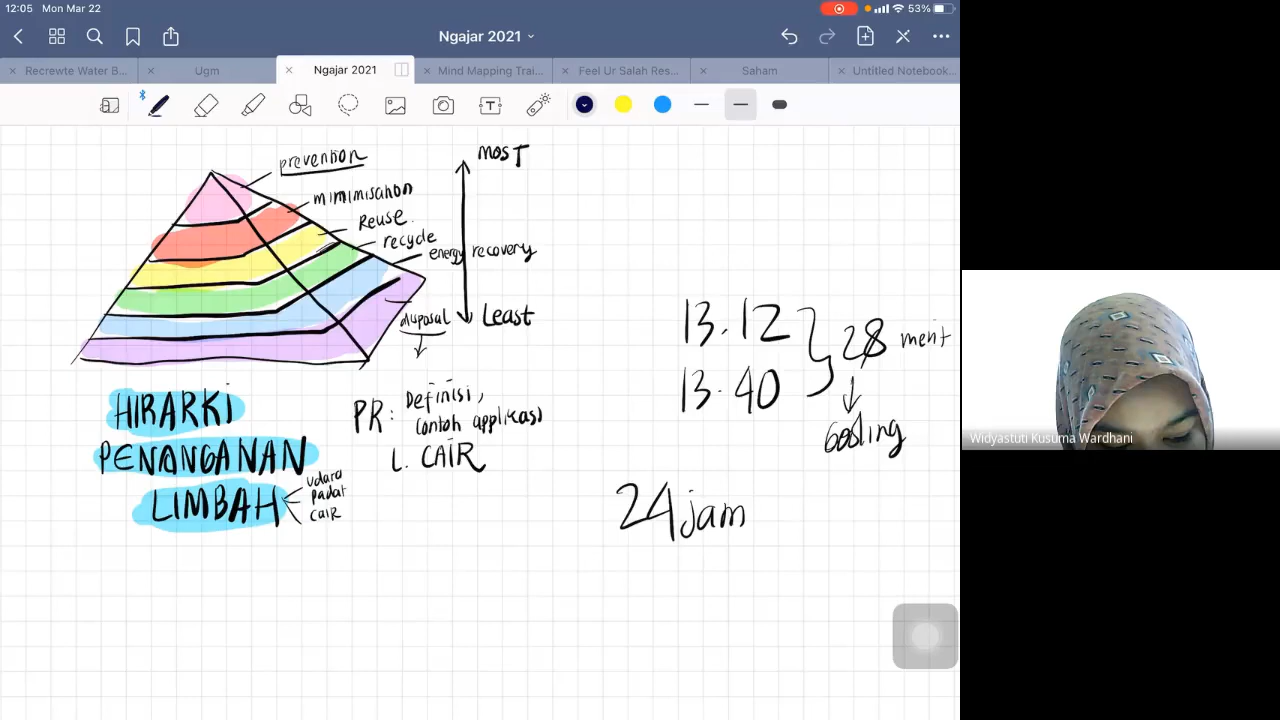 12:05 Mon Mar 22
53%
Ngajar 2021
Recrewte Water B...
Ugm
Ngajar 2021
Mind Mapping Trai...
Feel Ur Salah Res...
Saham
Untitled Notebook...
T
prevention
minimisation
Reuse.
recycle
energy recovery
disposal
MOST
Least
HIRARKI
PENANGANAN
LIMBAH
Udara
padat
CAIR
PR: Definisi,
Contoh applikasi
L. CAIR
13.12
13.40
28 menit
24 jam
Widyastuti Kusuma Wardhani